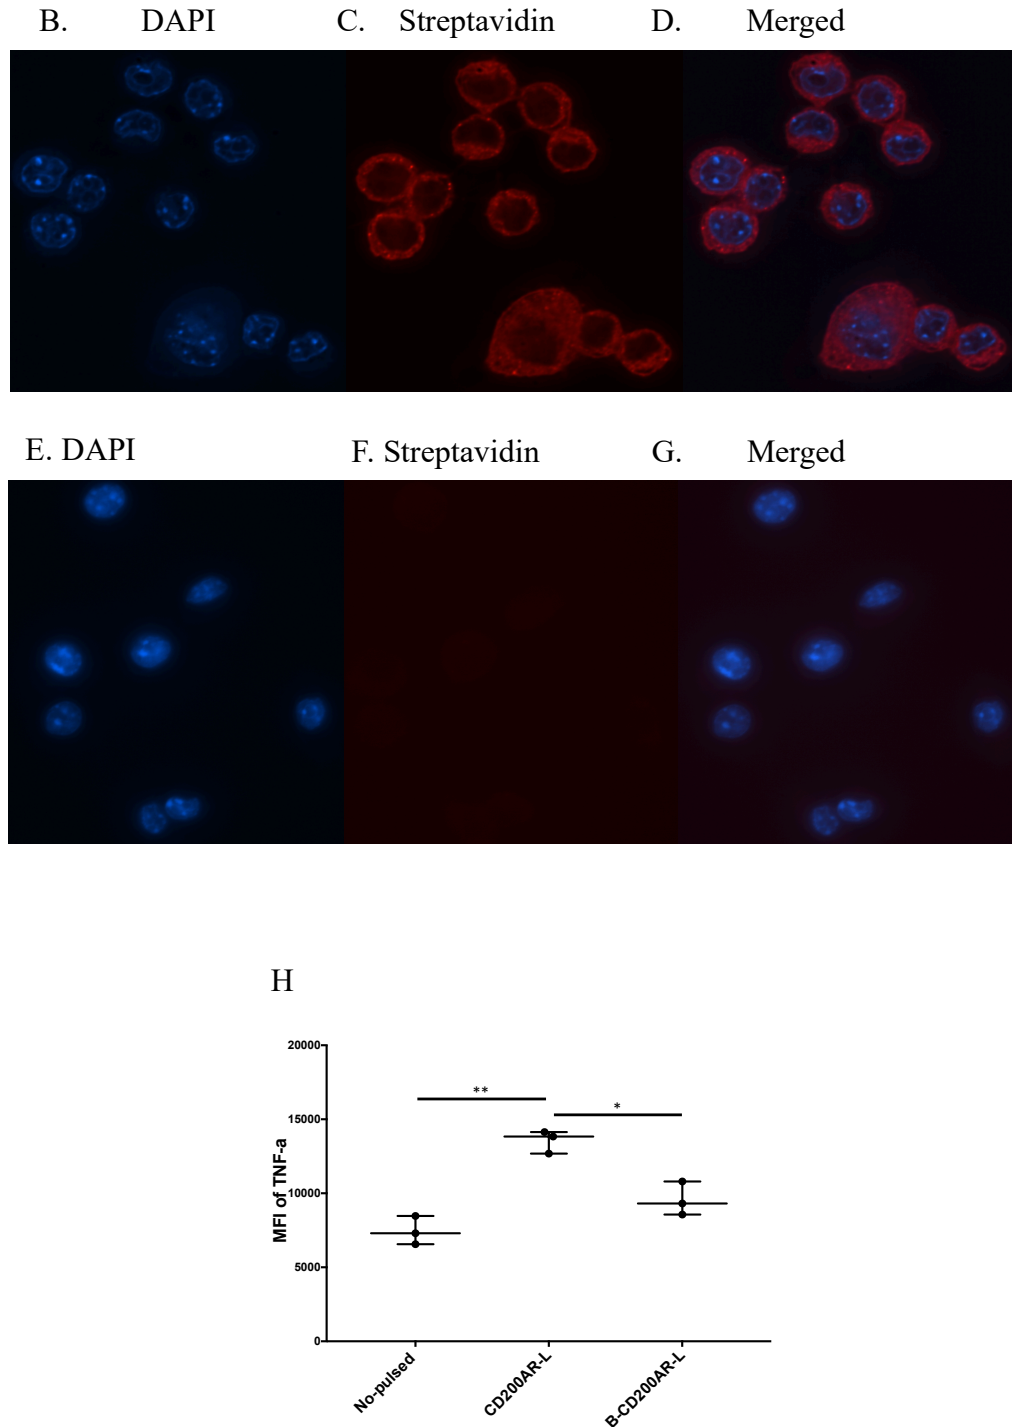 B. DAPI C. Streptavidin D. Merged
E. DAPI F. Streptavidin G. Merged
H
20000
**
*
15000
10000
5000
0
MFI of TNF-a
No-pulsed
CD200AR-L
B-CD200AR-L